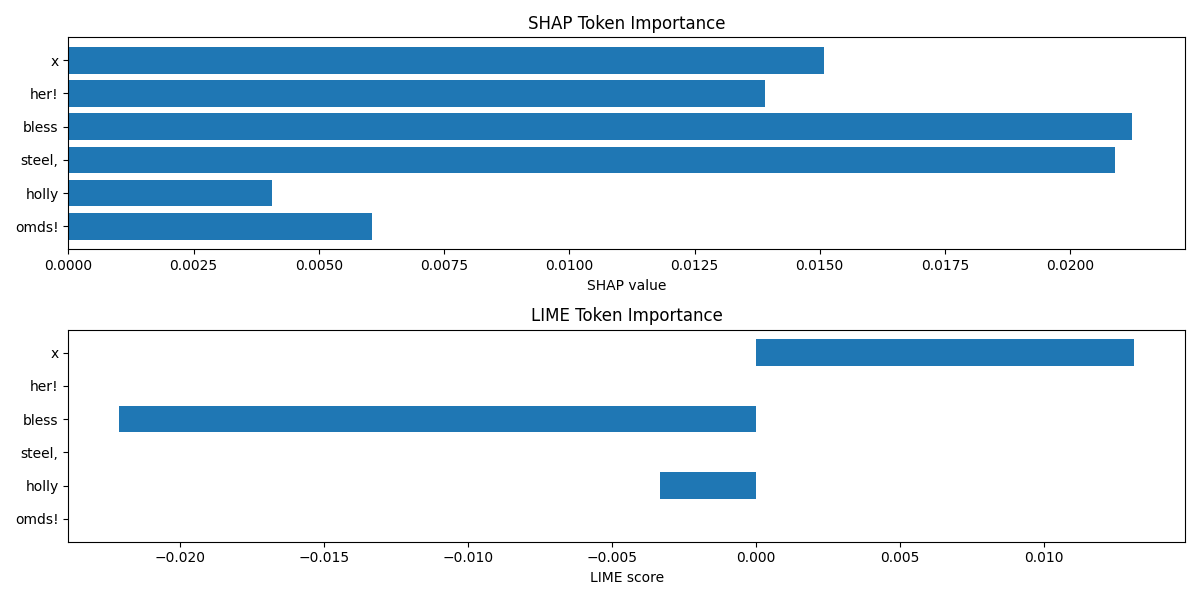 SHAP Token Importance
x
her!
bless
steel,
holly
omds!
0.0000 0.0025 0.0050 0.0075 0.0100 0.0125 0.0150 0.0175 0.0200
SHAP value
LIME Token Importance
x
her!
bless
steel,
holly
omds!
−0.020 −0.015 −0.010 −0.005 0.000 0.005 0.010
LIME score